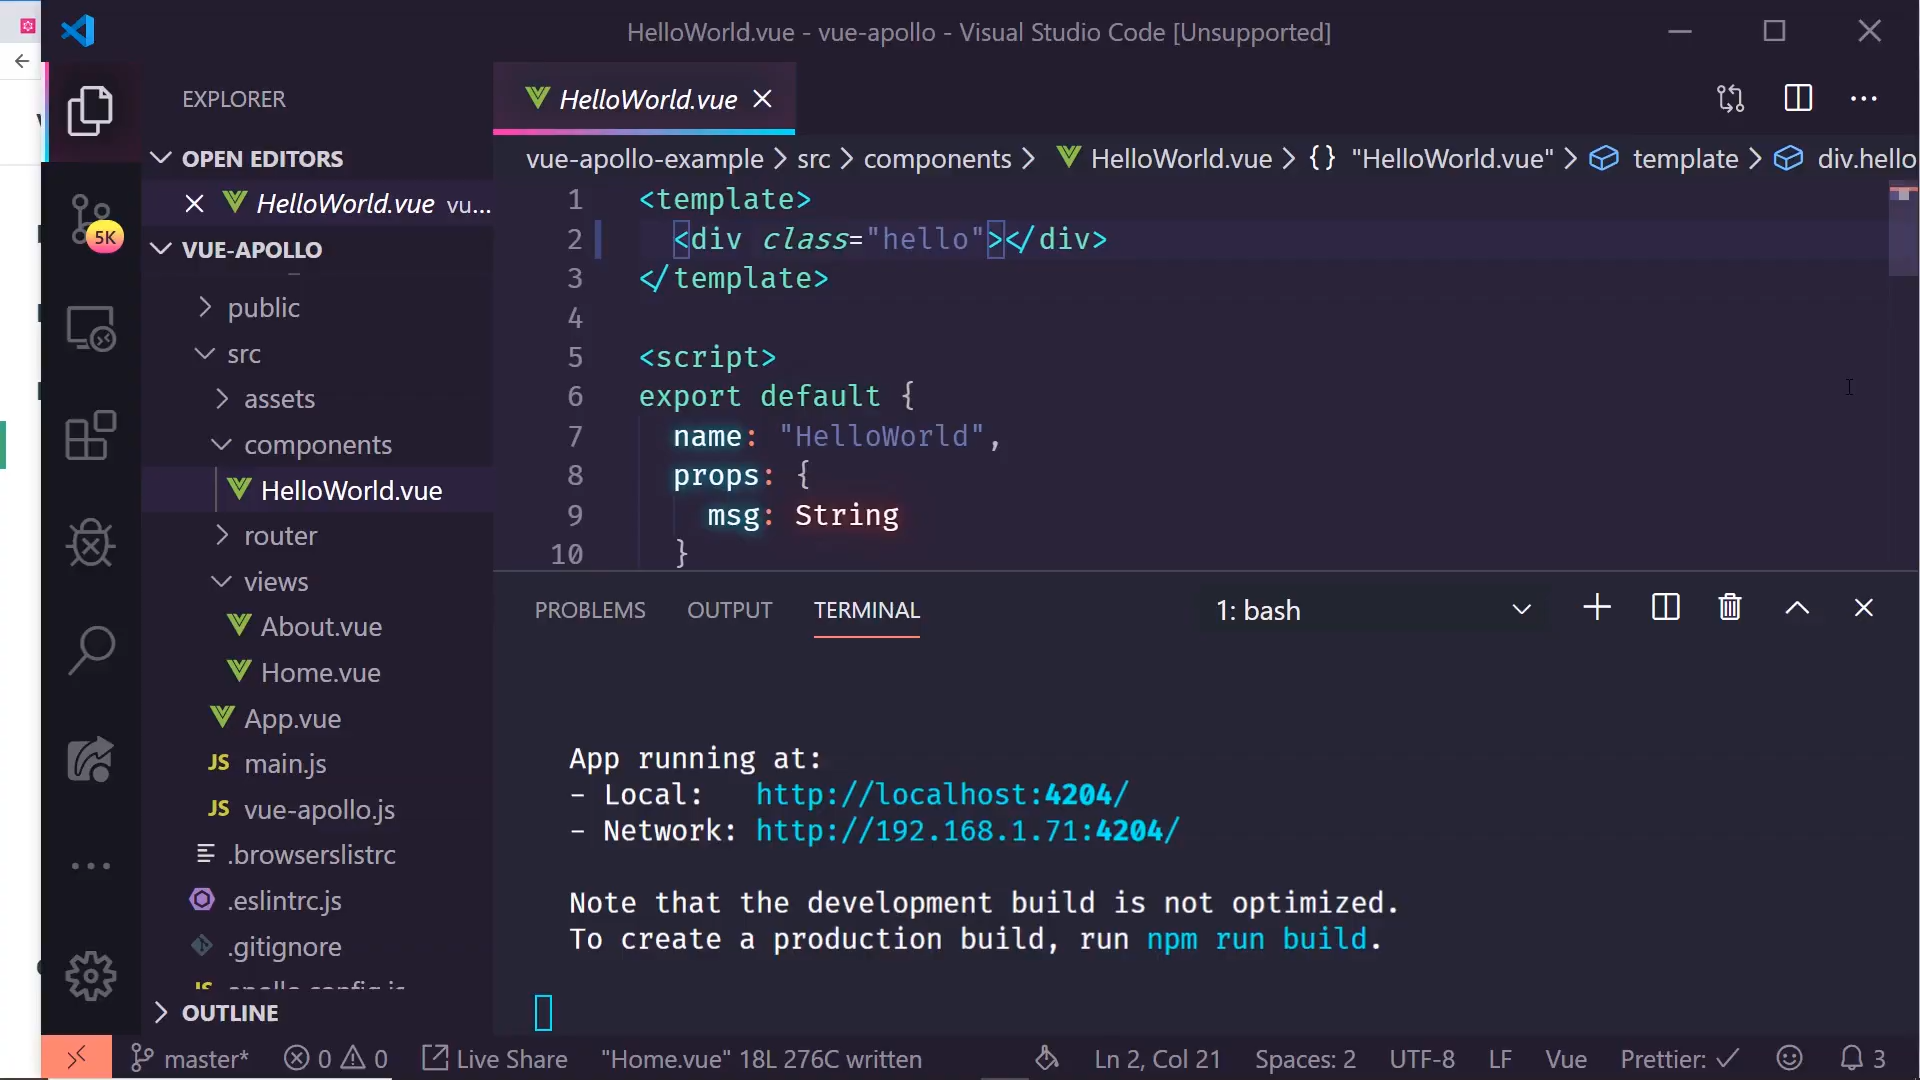 HelloWorld.vue - vue-apollo - Visual Studio Code [Unsupported]
EXPLORER
OPEN EDITORS
HelloWorld.vue vu...
5K
VUE-APOLLO
public
src
assets
components
HelloWorld.vue
router
views
About.vue
Home.vue
App.vue
JS main.js
JS vue-apollo.js
.browserslistrc
.eslintrc.js
.gitignore
OUTLINE
HelloWorld.vue
vue-apollo-example > src > components > HelloWorld.vue > {} "HelloWorld.vue" > template > div.hello
1 <template>
2 <div class="hello"></div>
3 </template>
4
5 <script>
6 export default {
7 name: "HelloWorld",
8 props: {
9 msg: String
10 }
PROBLEMS OUTPUT TERMINAL 1: bash
App running at:
- Local: http://localhost:4204/
- Network: http://192.168.1.71:4204/
Note that the development build is not optimized.
To create a production build, run npm run build.
master* 0 0 Live Share "Home.vue" 18L 276C written Ln 2, Col 21 Spaces: 2 UTF-8 LF Vue Prettier: ✓ 3